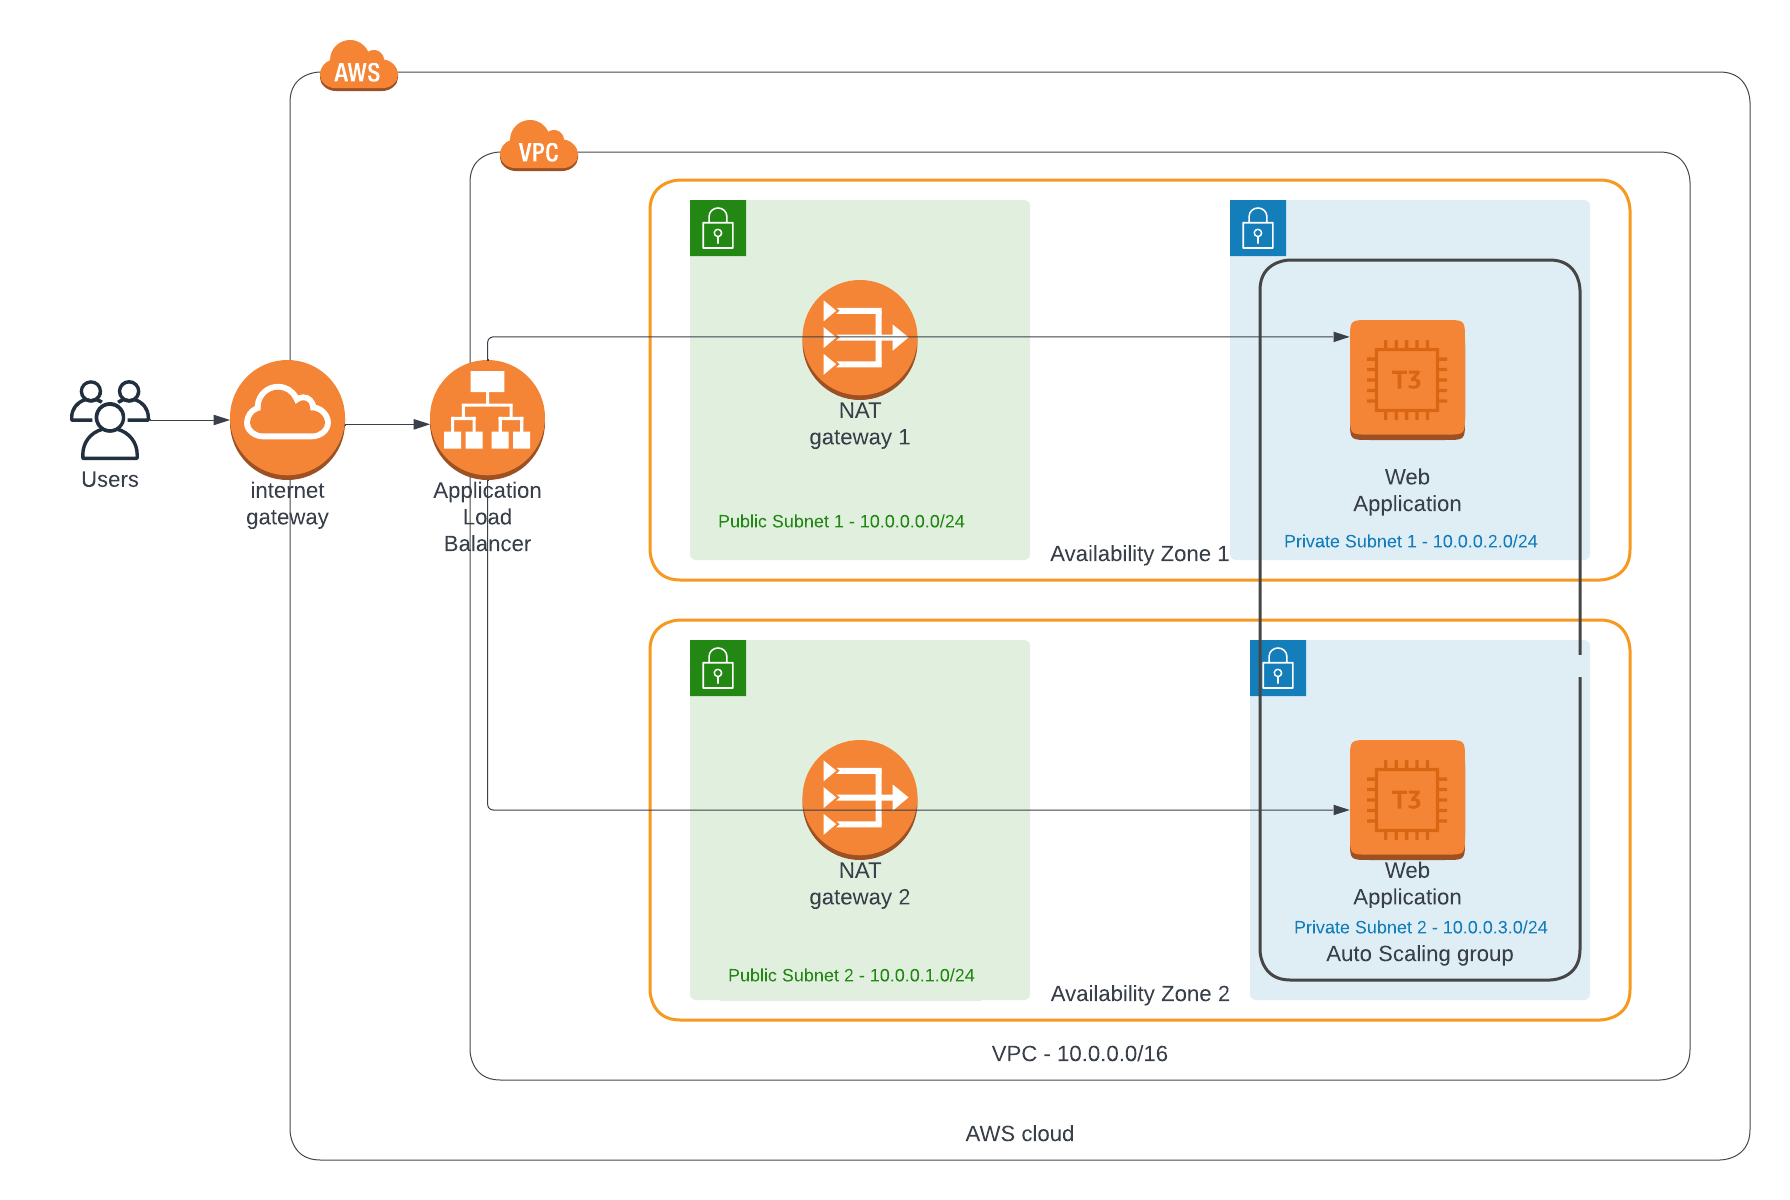 AWS
VPC
Users
internet
gateway
Application
Load
Balancer
NAT
gateway 1
Public Subnet 1 - 10.0.0.0.0/24
Availability Zone 1
T3
Web
Application
Private Subnet 1 - 10.0.0.2.0/24
NAT
gateway 2
Public Subnet 2 - 10.0.0.1.0/24
Availability Zone 2
T3
Web
Application
Private Subnet 2 - 10.0.0.3.0/24
Auto Scaling group
VPC - 10.0.0.0/16
AWS cloud